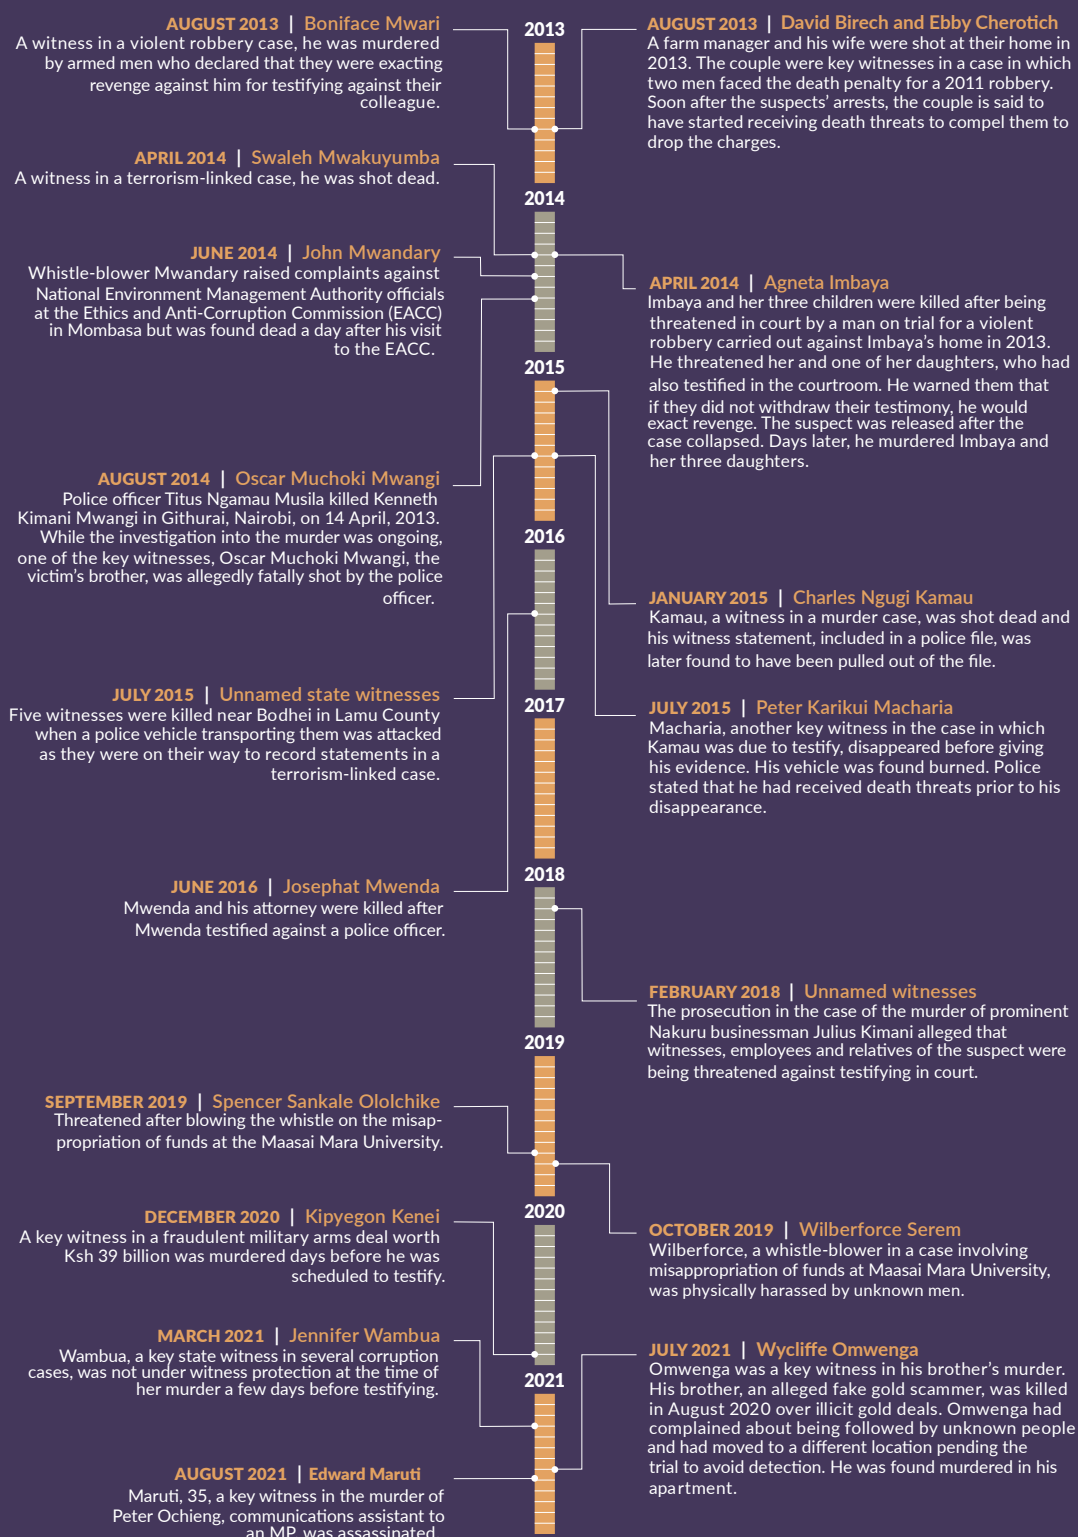 2013
AUGUST 2013 | Boniface Mwari
A witness in a violent robbery case, he was murdered
by armed men who declared that they were exacting
revenge against him for testifying against their
colleague.
AUGUST 2013 | David Birech and Ebby Cherotich
A farm manager and his wife were shot at their home in
2013. The couple were key witnesses in a case in which
two men faced the death penalty for a 2011 robbery.
Soon after the suspects' arrests, the couple is said to
have started receiving death threats to compel them to
drop the charges.
APRIL 2014 | Swaleh Mwakuyumba
A witness in a terrorism-linked case, he was shot dead.
2014
JUNE 2014 | John Mwandary
Whistle-blower Mwandary raised complaints against
National Environment Management Authority officials
at the Ethics and Anti-Corruption Commission (EACC)
in Mombasa but was found dead a day after his visit
to the EACC.
APRIL 2014 | Agneta Imbaya
Imbaya and her three children were killed after being
threatened in court by a man on trial for a violent
robbery carried out against Imbaya's home in 2013.
He threatened her and one of her daughters, who had
also testified in the courtroom. He warned them that
if they did not withdraw their testimony, he would
exact revenge. The suspect was released after the
case collapsed. Days later, he murdered Imbaya and
her three daughters.
2015
AUGUST 2014 | Oscar Muchoki Mwangi
Police officer Titus Ngamau Musila killed Kenneth
Kimani Mwangi in Githurai, Nairobi, on 14 April, 2013.
While the investigation into the murder was ongoing,
one of the key witnesses, Oscar Muchoki Mwangi, the
victim's brother, was allegedly fatally shot by the police
officer.
2016
JANUARY 2015 | Charles Ngugi Kamau
Kamau, a witness in a murder case, was shot dead and
his witness statement, included in a police file, was
later found to have been pulled out of the file.
JULY 2015 | Unnamed state witnesses
Five witnesses were killed near Bodhei in Lamu County
when a police vehicle transporting them was attacked
as they were on their way to record statements in a
terrorism-linked case.
2017
JULY 2015 | Peter Karikui Macharia
Macharia, another key witness in the case in which
Kamau was due to testify, disappeared before giving
his evidence. His vehicle was found burned. Police
stated that he had received death threats prior to his
disappearance.
2018
JUNE 2016 | Josephat Mwenda
Mwenda and his attorney were killed after
Mwenda testified against a police officer.
FEBRUARY 2018 | Unnamed witnesses
The prosecution in the case of the murder of prominent
Nakuru businessman Julius Kimani alleged that
witnesses, employees and relatives of the suspect were
being threatened against testifying in court.
2019
SEPTEMBER 2019 | Spencer Sankale Ololchike
Threatened after blowing the whistle on the misap-
propriation of funds at the Maasai Mara University.
2020
DECEMBER 2020 | Kipyegon Kenei
A key witness in a fraudulent military arms deal worth
Ksh 39 billion was murdered days before he was
scheduled to testify.
OCTOBER 2019 | Wilberforce Serem
Wilberforce, a whistle-blower in a case involving
misappropriation of funds at Maasai Mara University,
was physically harassed by unknown men.
MARCH 2021 | Jennifer Wambua
Wambua, a key state witness in several corruption
cases, was not under witness protection at the time of
her murder a few days before testifying.
2021
JULY 2021 | Wycliffe Omwenga
Omwenga was a key witness in his brother's murder.
His brother, an alleged fake gold scammer, was killed
in August 2020 over illicit gold deals. Omwenga had
complained about being followed by unknown people
and had moved to a different location pending the
trial to avoid detection. He was found murdered in his
apartment.
AUGUST 2021 | Edward Maruti
Maruti, 35, a key witness in the murder of
Peter Ochieng, communications assistant to
an MP, was assassinated.